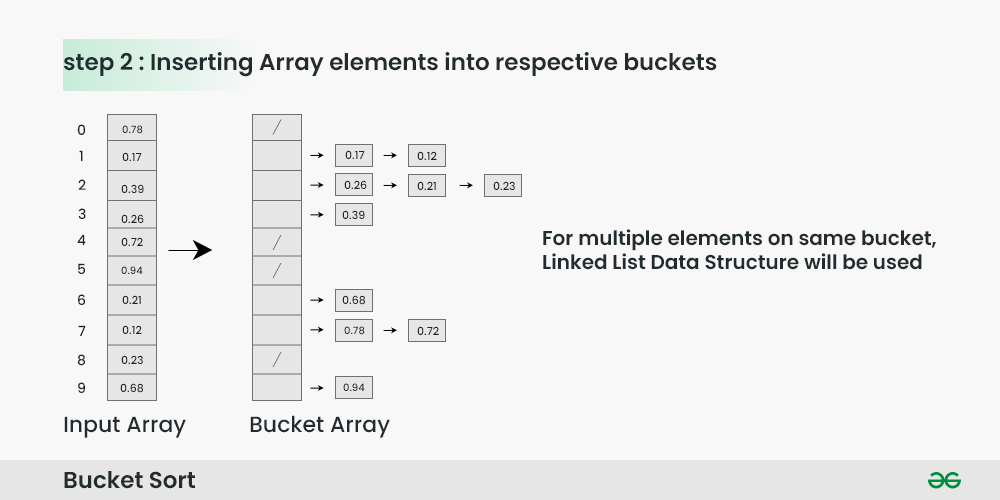 step 2 : Inserting Array elements into respective buckets
0 0.78 /
1 0.17 0.17 0.12
2 0.39 0.26 0.21 0.23
3 0.26 0.39
4 0.72 /
5 0.94 /
6 0.21 0.68
7 0.12 0.78 0.72
8 0.23 /
9 0.68 0.94
For multiple elements on same bucket,
Linked List Data Structure will be used
Input Array Bucket Array
Bucket Sort